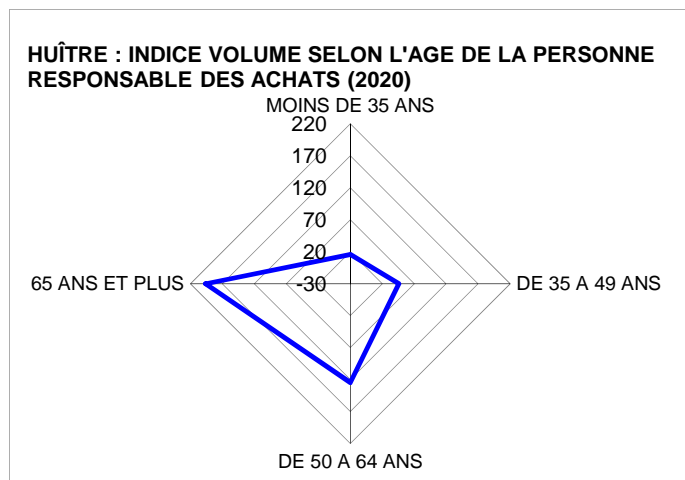 HUÎTRE : INDICE VOLUME SELON L'AGE DE LA PERSONNE
RESPONSABLE DES ACHATS (2020)
MOINS DE 35 ANS
220
170
120
70
20
-30
65 ANS ET PLUS
DE 35 A 49 ANS
DE 50 A 64 ANS